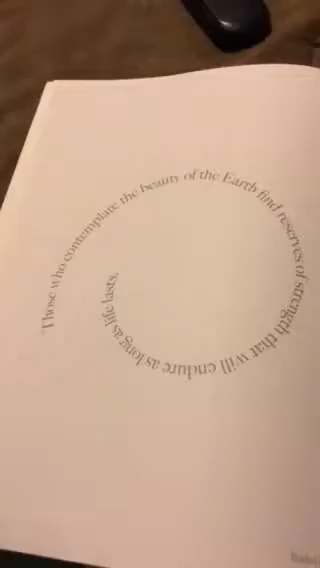 Those who contemplate the beauty of the Earth find reserves of strength that will endure as long as life lasts.